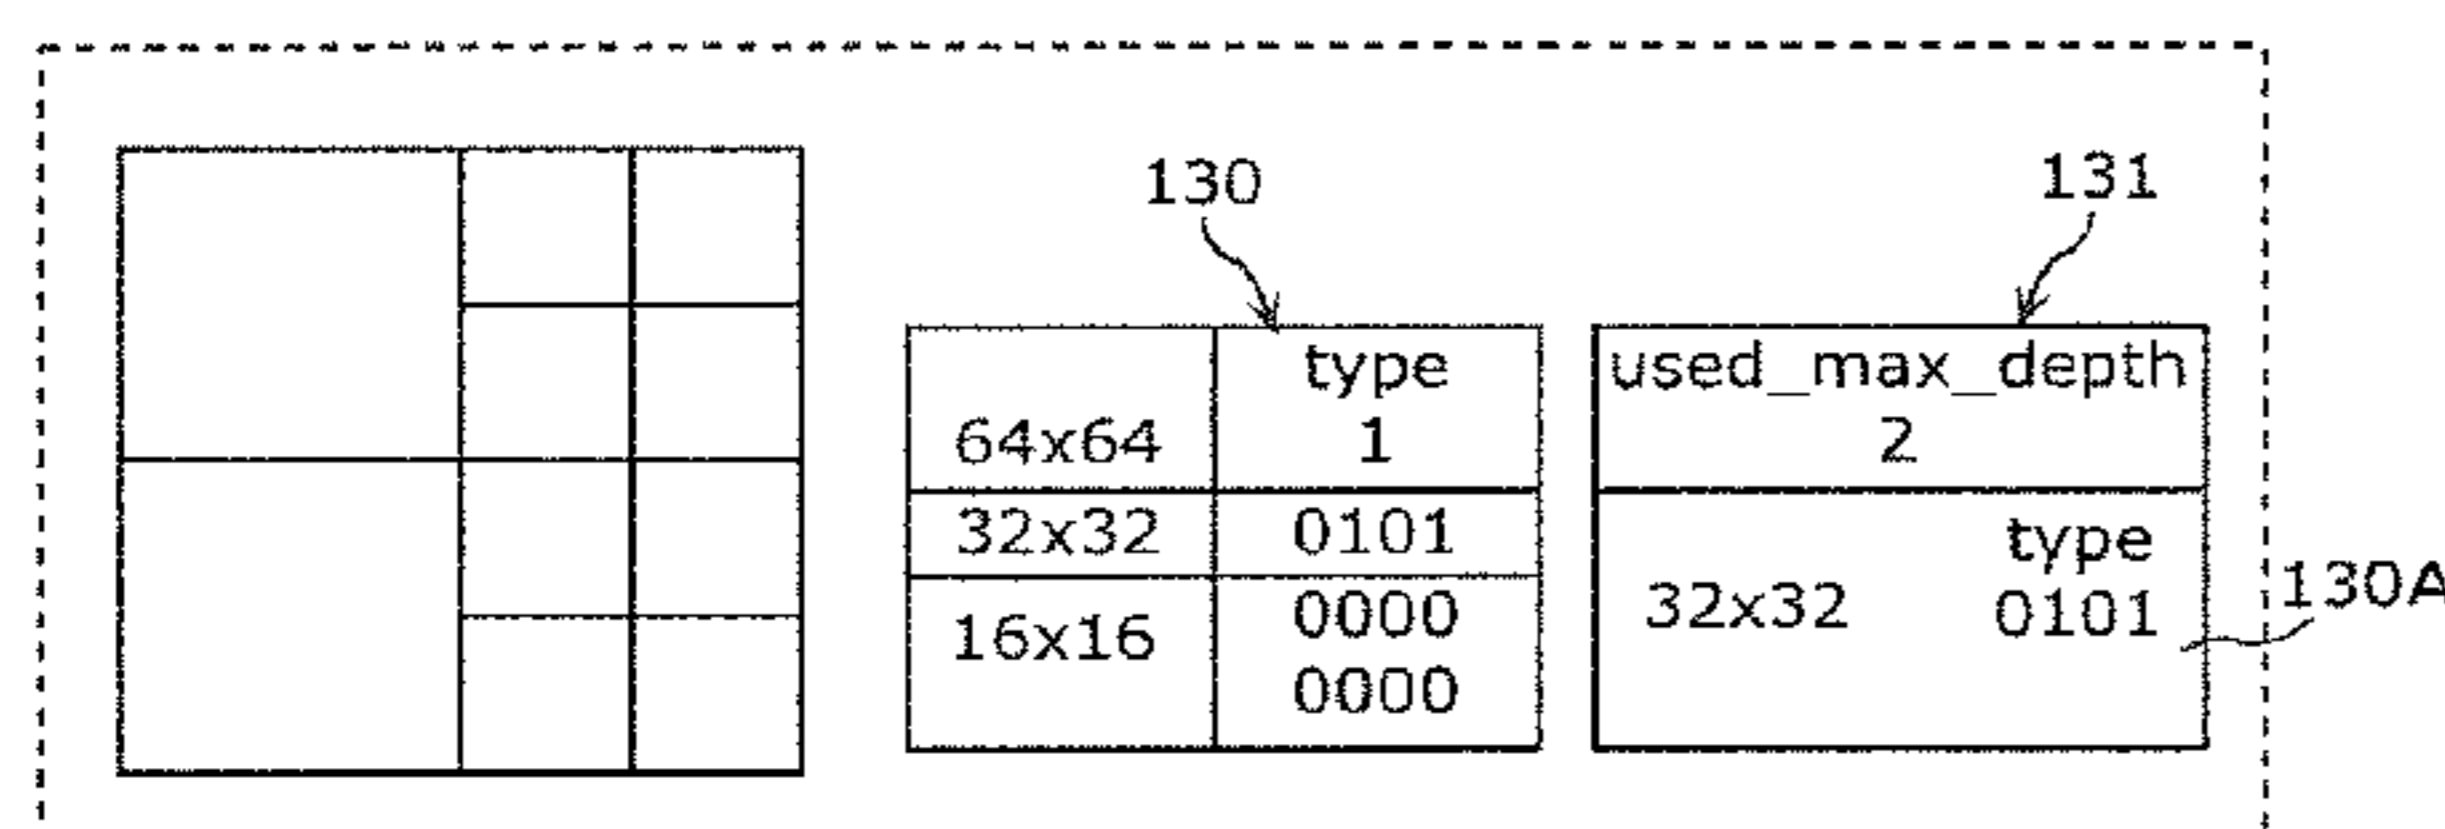 130
131
type
64x64 1
32x32 0101
16x16 0000
0000
used_max_depth
2
type
32x32 0101
130A